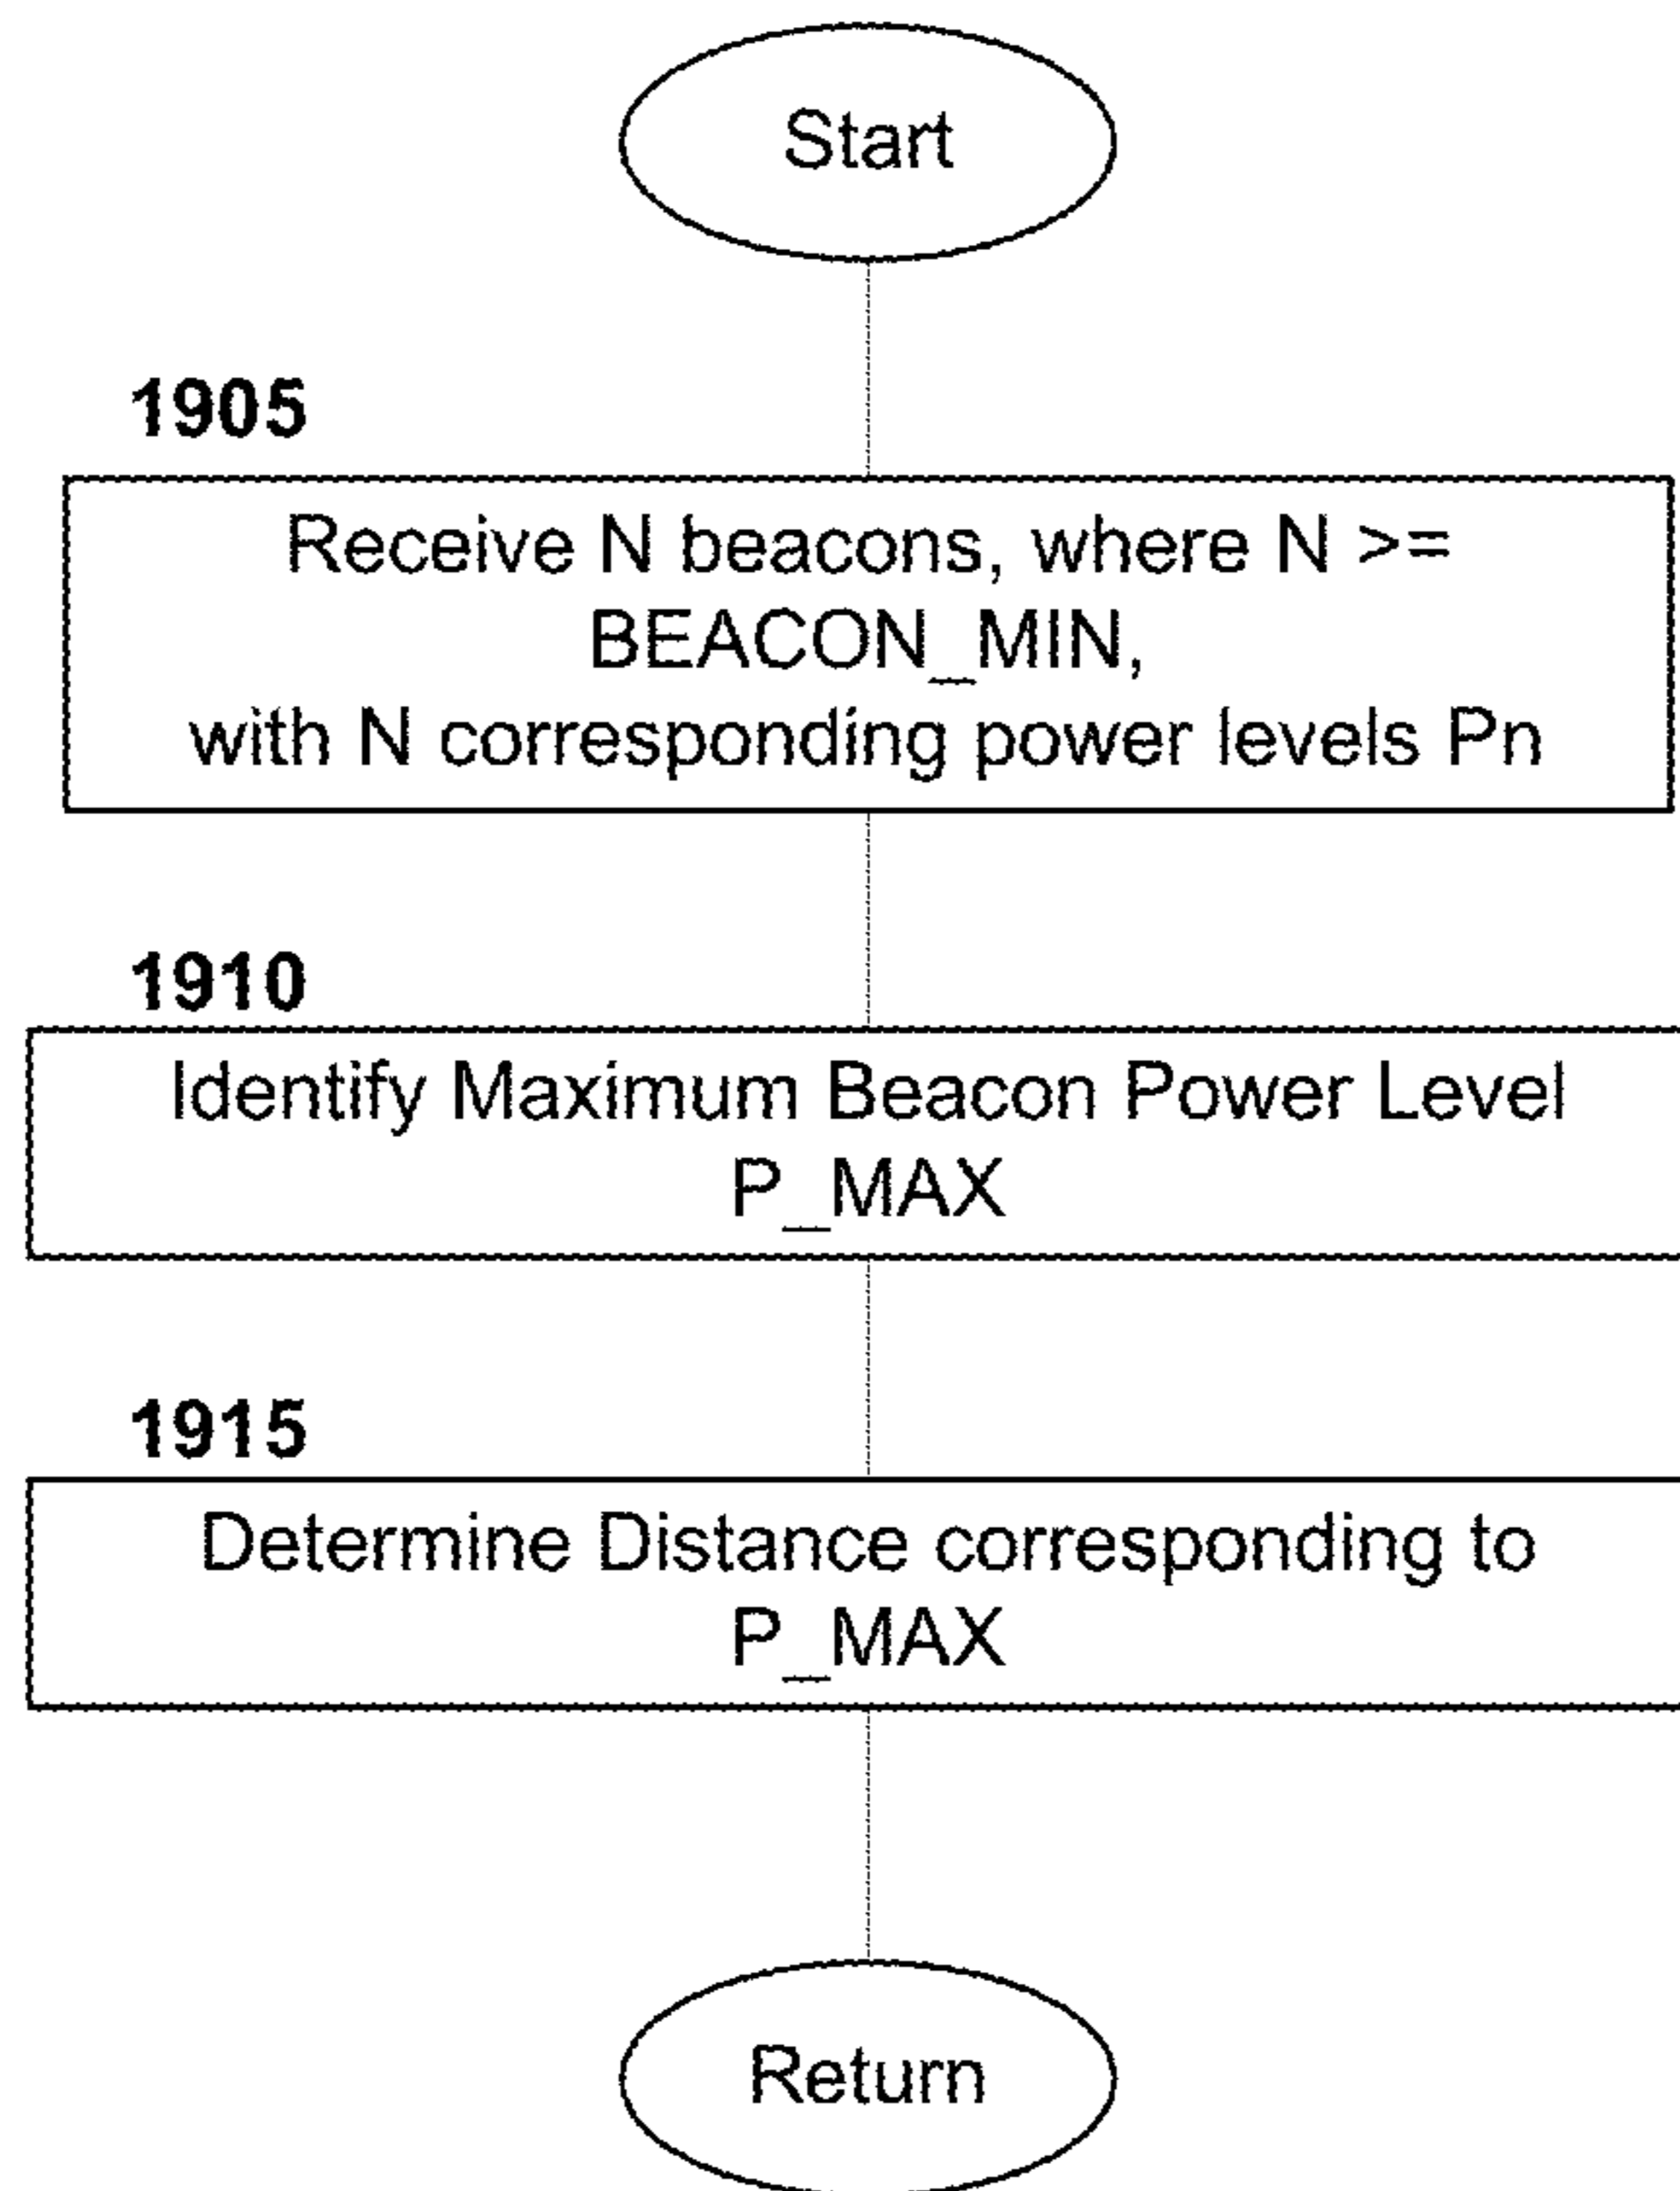 Start
1905
Receive N beacons, where N >=
BEACON_MIN,
with N corresponding power levels Pn
1910
Identify Maximum Beacon Power Level
P_MAX
1915
Determine Distance corresponding to
P_MAX
Return